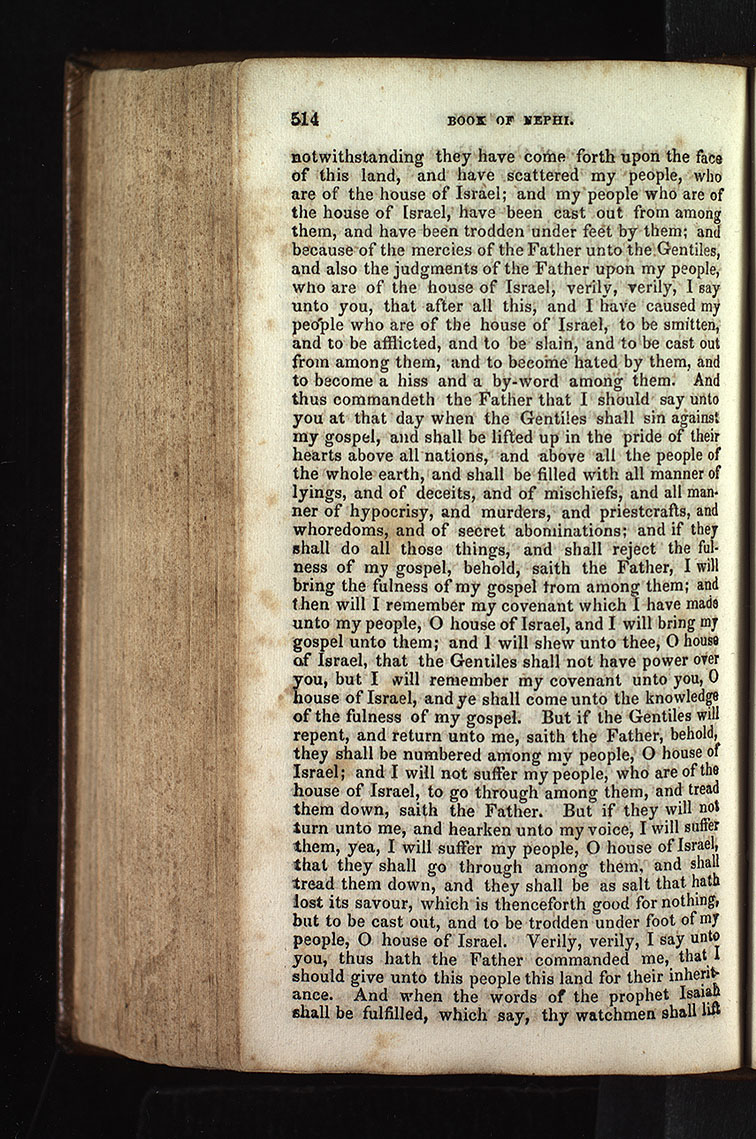 514 BOOK OF NEPHI.
notwithstanding they have come forth upon the face
of this land, and have scattered my people, who
are of the house of Israel; and my people who are of
the house of Israel, have been cast out from among
them, and have been trodden under feet by them; and
because of the mercies of the Father unto the Gentiles,
and also the judgments of the Father upon my people,
who are of the house of Israel, verily, verily, I say
unto you, that after all this, and I have caused my
people who are of the house of Israel, to be smitten,
and to be afflicted, and to be slain, and to be cast out
from among them, and to become hated by them, and
to become a hiss and a by-word among them. And
thus commandeth the Father that I should say unto
you at that day when the Gentiles shall sin against
my gospel, and shall be lifted up in the pride of their
hearts above all nations, and above all the people of
the whole earth, and shall be filled with all manner of
lyings, and of deceits, and of mischiefs, and all man-
ner of hypocrisy, and murders, and priestcrafts, and
whoredoms, and of secret abominations; and if they
shall do all those things, and shall reject the ful-
ness of my gospel, behold, saith the Father, I will
bring the fulness of my gospel from among them; and
then will I remember my covenant which I have made
unto my people, O house of Israel, and I will bring my
gospel unto them; and I will shew unto thee, O house
of Israel, that the Gentiles shall not have power over
you, but I will remember my covenant unto you, O
house of Israel, and ye shall come unto the knowledge
of the fulness of my gospel. But if the Gentiles will
repent, and return unto me, saith the Father, behold,
they shall be numbered among my people, O house of
Israel; and I will not suffer my people, who are of the
house of Israel, to go through among them, and tread
them down, saith the Father. But if they will not
turn unto me, and hearken unto my voice, I will suffer
them, yea, I will suffer my people, O house of Israel,
that they shall go through among them, and shall
tread them down, and they shall be as salt that hath
lost its savour, which is thenceforth good for nothing,
but to be cast out, and to be trodden under foot of my
people, O house of Israel. Verily, verily, I say unto
you, thus hath the Father commanded me, that I
should give unto this people this land for their inherit-
ance. And when the words of the prophet Isaiah
shall be fulfilled, which say, thy watchmen shall lift